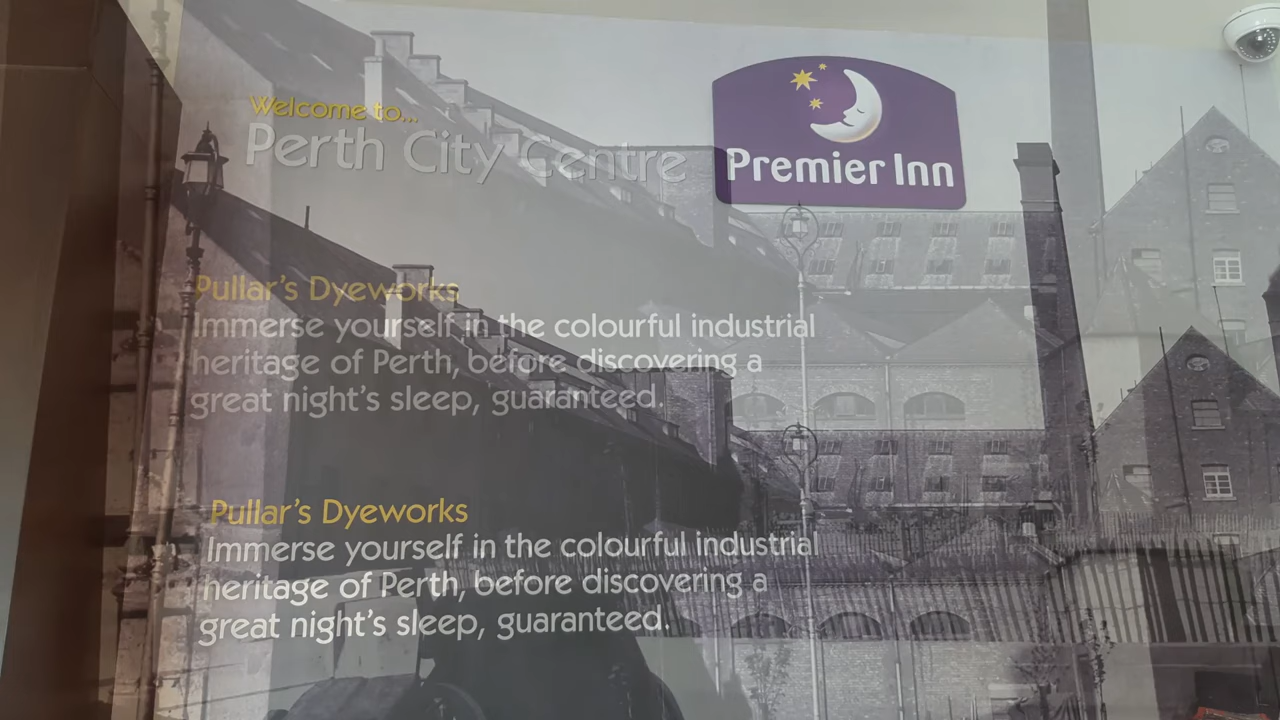 Welcome to...
Perth City Centre
Premier Inn
Pullar's Dyeworks
Immerse yourself in the colourful industrial
heritage of Perth, before discovering a
great night's sleep, guaranteed.
Pullar's Dyeworks
Immerse yourself in the colourful industrial
heritage of Perth, before discovering a
great night's sleep, guaranteed.